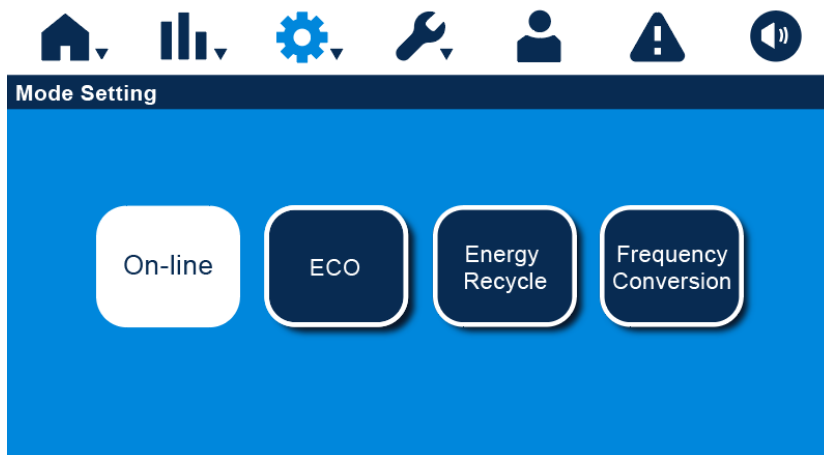 Mode Setting
On-line
ECO
Energy
Recycle
Frequency
Conversion